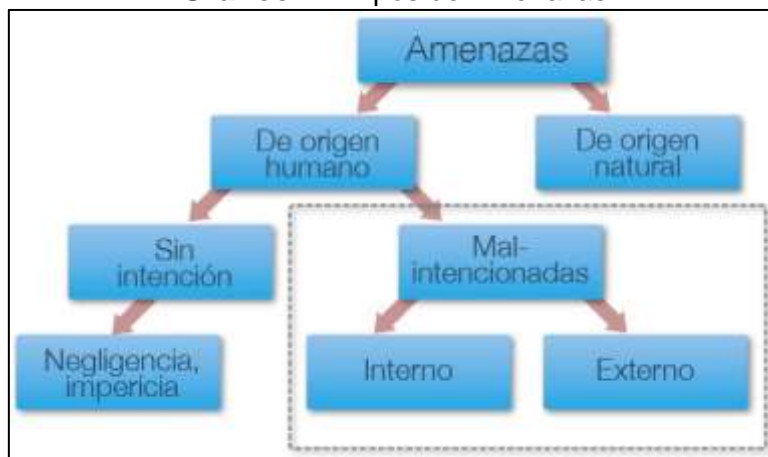 Amenazas
De origen
humano
De origen
natural
Sin
intención
Mal-
intencionadas
Negligencia,
impericia
Interno
Externo